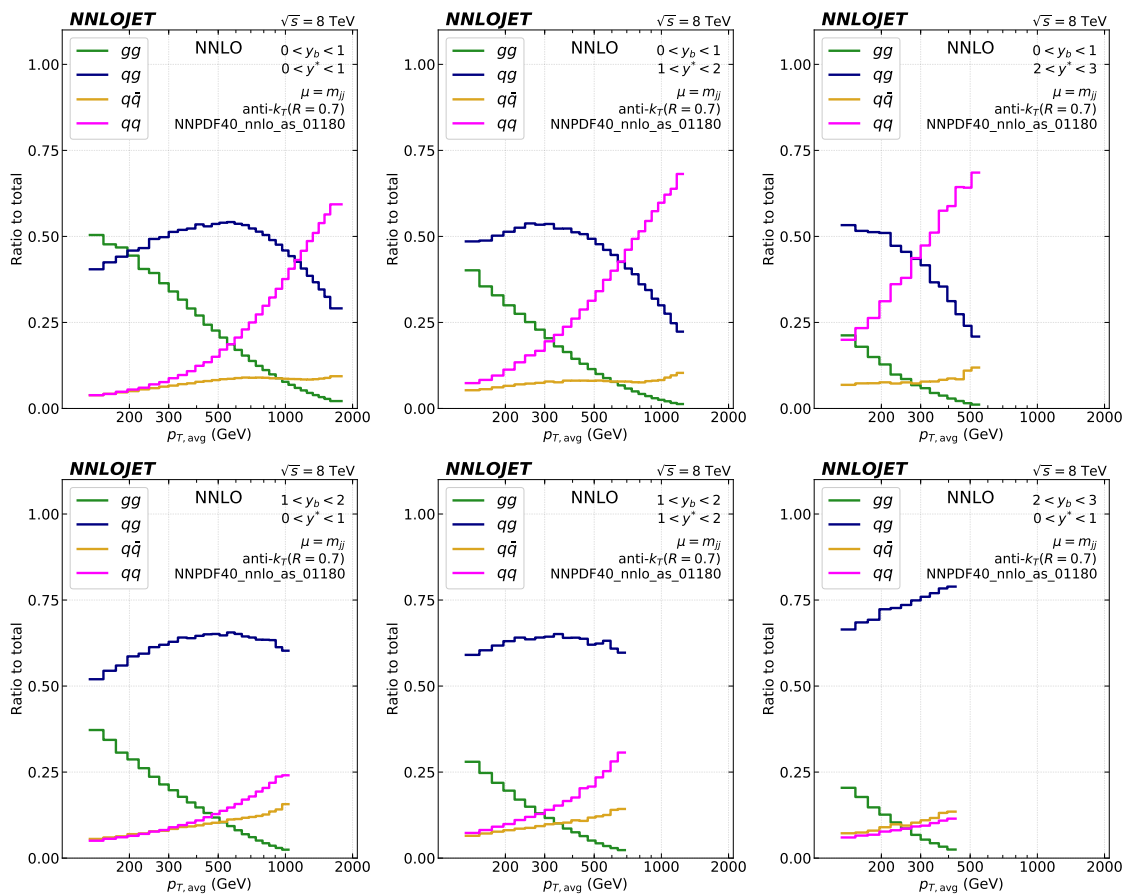 NNLOJET √s = 8 TeV
gg NNLO 0 < y_b < 1
qg 0 < y* < 1
qq̄ μ = m_jj
qq anti-k_T(R = 0.7)
NNPDF40_nnlo_as_01180
Ratio to total
1.00
0.75
0.50
0.25
0.00
200 300 500 1000 2000
p_T,avg (GeV)
NNLOJET √s = 8 TeV
gg NNLO 0 < y_b < 1
qg 1 < y* < 2
qq̄ μ = m_jj
qq anti-k_T(R = 0.7)
NNPDF40_nnlo_as_01180
Ratio to total
1.00
0.75
0.50
0.25
0.00
200 300 500 1000 2000
p_T,avg (GeV)
NNLOJET √s = 8 TeV
gg NNLO 0 < y_b < 1
qg 2 < y* < 3
qq̄ μ = m_jj
qq anti-k_T(R = 0.7)
NNPDF40_nnlo_as_01180
Ratio to total
1.00
0.75
0.50
0.25
0.00
200 300 500 1000 2000
p_T,avg (GeV)
NNLOJET √s = 8 TeV
gg NNLO 1 < y_b < 2
qg 0 < y* < 1
qq̄ μ = m_jj
qq anti-k_T(R = 0.7)
NNPDF40_nnlo_as_01180
Ratio to total
1.00
0.75
0.50
0.25
0.00
200 300 500 1000 2000
p_T,avg (GeV)
NNLOJET √s = 8 TeV
gg NNLO 1 < y_b < 2
qg 1 < y* < 2
qq̄ μ = m_jj
qq anti-k_T(R = 0.7)
NNPDF40_nnlo_as_01180
Ratio to total
1.00
0.75
0.50
0.25
0.00
200 300 500 1000 2000
p_T,avg (GeV)
NNLOJET √s = 8 TeV
gg NNLO 2 < y_b < 3
qg 0 < y* < 1
qq̄ μ = m_jj
qq anti-k_T(R = 0.7)
NNPDF40_nnlo_as_01180
Ratio to total
1.00
0.75
0.50
0.25
0.00
200 300 500 1000 2000
p_T,avg (GeV)